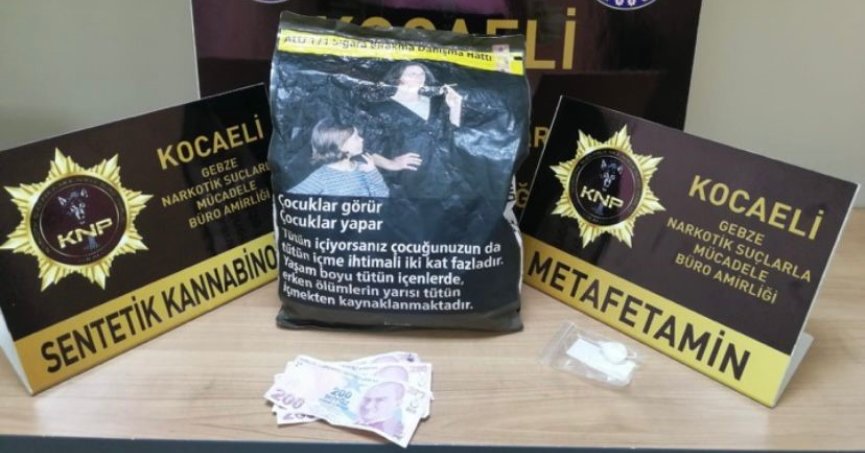 KOCAELİ
Alo 171 Sigara Bırakma Danışma Hattı
KOCAELİ
GEBZE
NARKOTİK SUÇLARLA
MÜCADELE
BÜRO AMİRLİĞİ
KNP
SENTETİK KANNABİNO
Çocuklar görür
Çocuklar yapar
Tütün içiyorsanız çocuğunuzun da
tütün içme ihtimali iki kat fazladır.
Yaşam boyu tütün içenlerde,
erken ölümlerin yarısı tütün
içmekten kaynaklanmaktadır.
KOCAELİ
GEBZE
NARKOTİK SUÇLARLA
MÜCADELE
BÜRO AMİRLİĞİ
KNP
METAFETAMİN
200
200